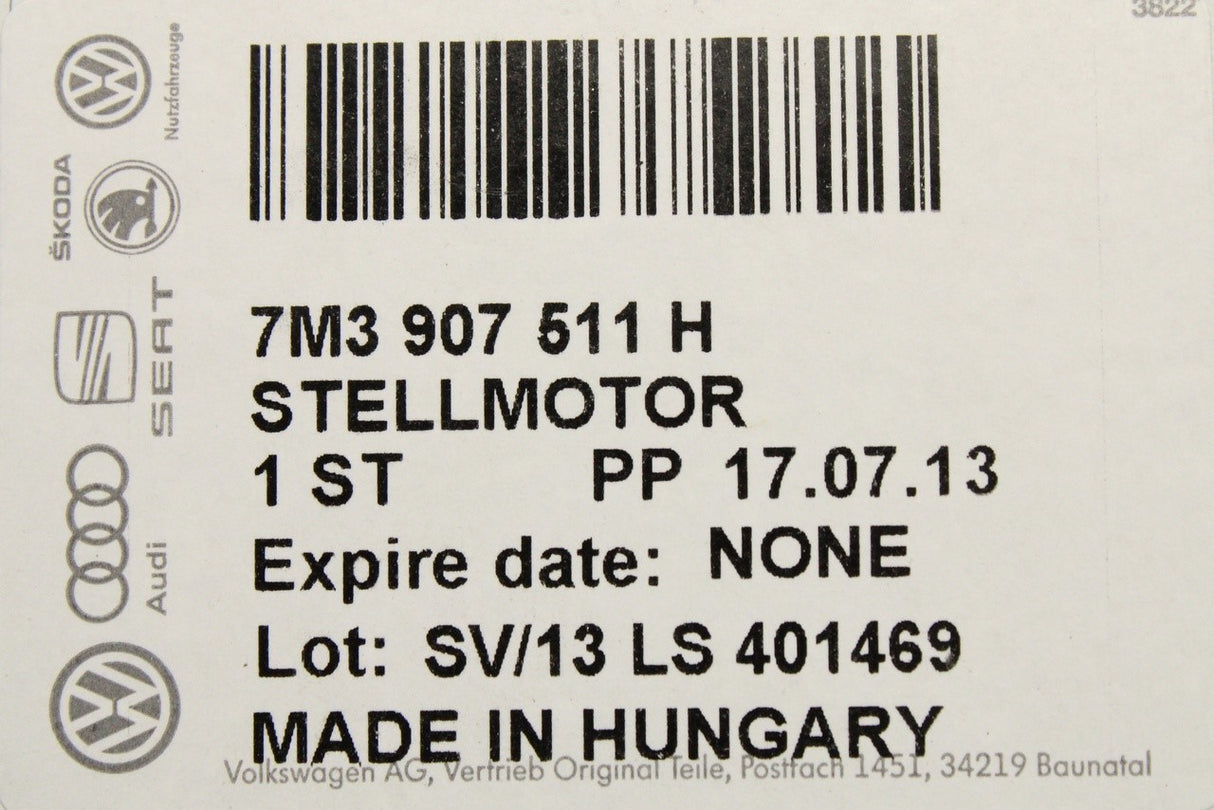 3822
Nutzfahrzeuge
ŠKODA
SEAT
Audi
7M3 907 511 H
STELLMOTOR
1 ST PP 17.07.13
Expire date: NONE
Lot: SV/13 LS 401469
MADE IN HUNGARY
Volkswagen AG, Vertrieb Original Teile, Postfach 1451, 34219 Baunatal